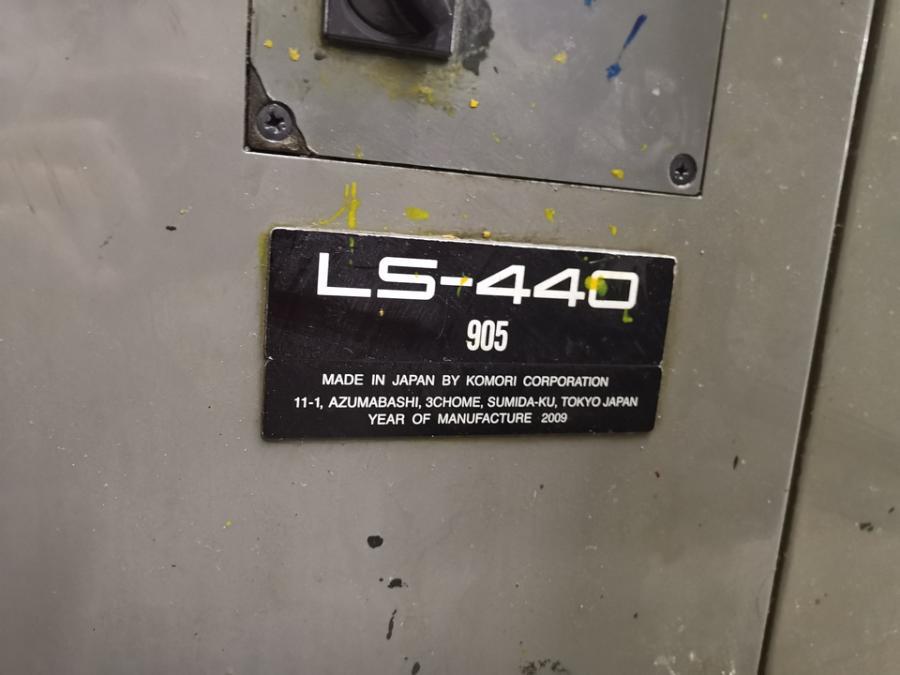 LS-440
905
MADE IN JAPAN BY KOMORI CORPORATION
11-1, AZUMABASHI, 3CHOME, SUMIDA-KU, TOKYO JAPAN
YEAR OF MANUFACTURE 2009